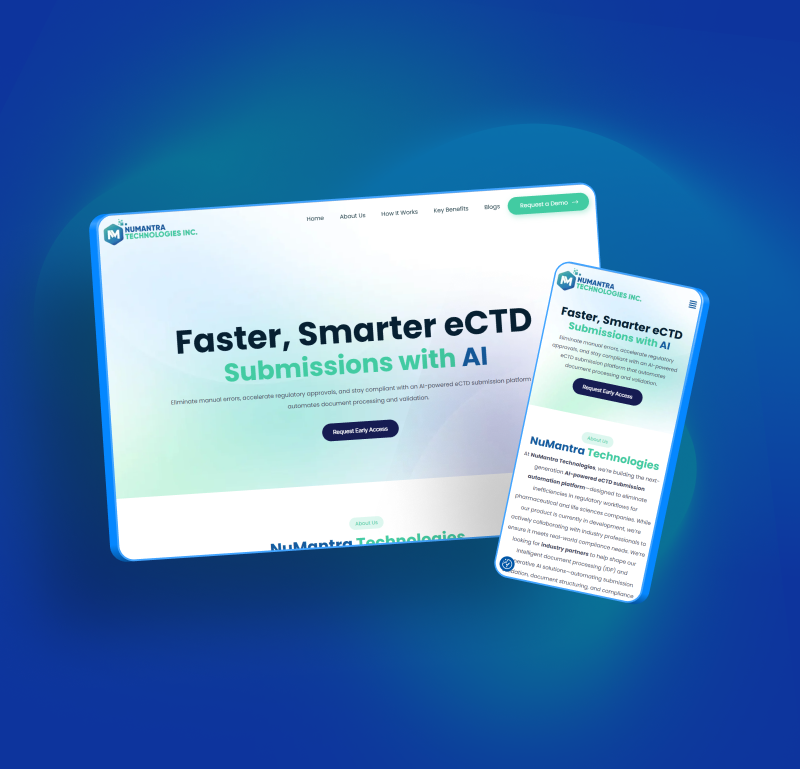 NUMANTRA
TECHNOLOGIES INC.
Home
About Us
How It Works
Key Benefits
Blogs
Request a Demo →
Faster, Smarter eCTD
Submissions with AI
Eliminate manual errors, accelerate regulatory approvals, and stay compliant with an AI-powered eCTD submission platform
automates document processing and validation.
Request Early Access
About Us
NuMantra Technologies
NUMANTRA
TECHNOLOGIES INC.
Faster, Smarter eCTD
Submissions with AI
Eliminate manual errors, accelerate regulatory
approvals, and stay compliant with an AI-powered
eCTD submission platform that automates
document processing and validation.
Request Early Access
About Us
NuMantra Technologies
At NuMantra Technologies, we're building the next-
generation AI-powered eCTD submission
automation platform—designed to eliminate
inefficiencies in regulatory workflows for
pharmaceutical and life sciences companies. While
our product is currently in development, we're
actively collaborating with industry professionals to
ensure it meets real-world compliance needs. We're
looking for industry partners to help shape our
intelligent document processing (IDP) and
generative AI solutions—automating submission
document structuring, and compliance